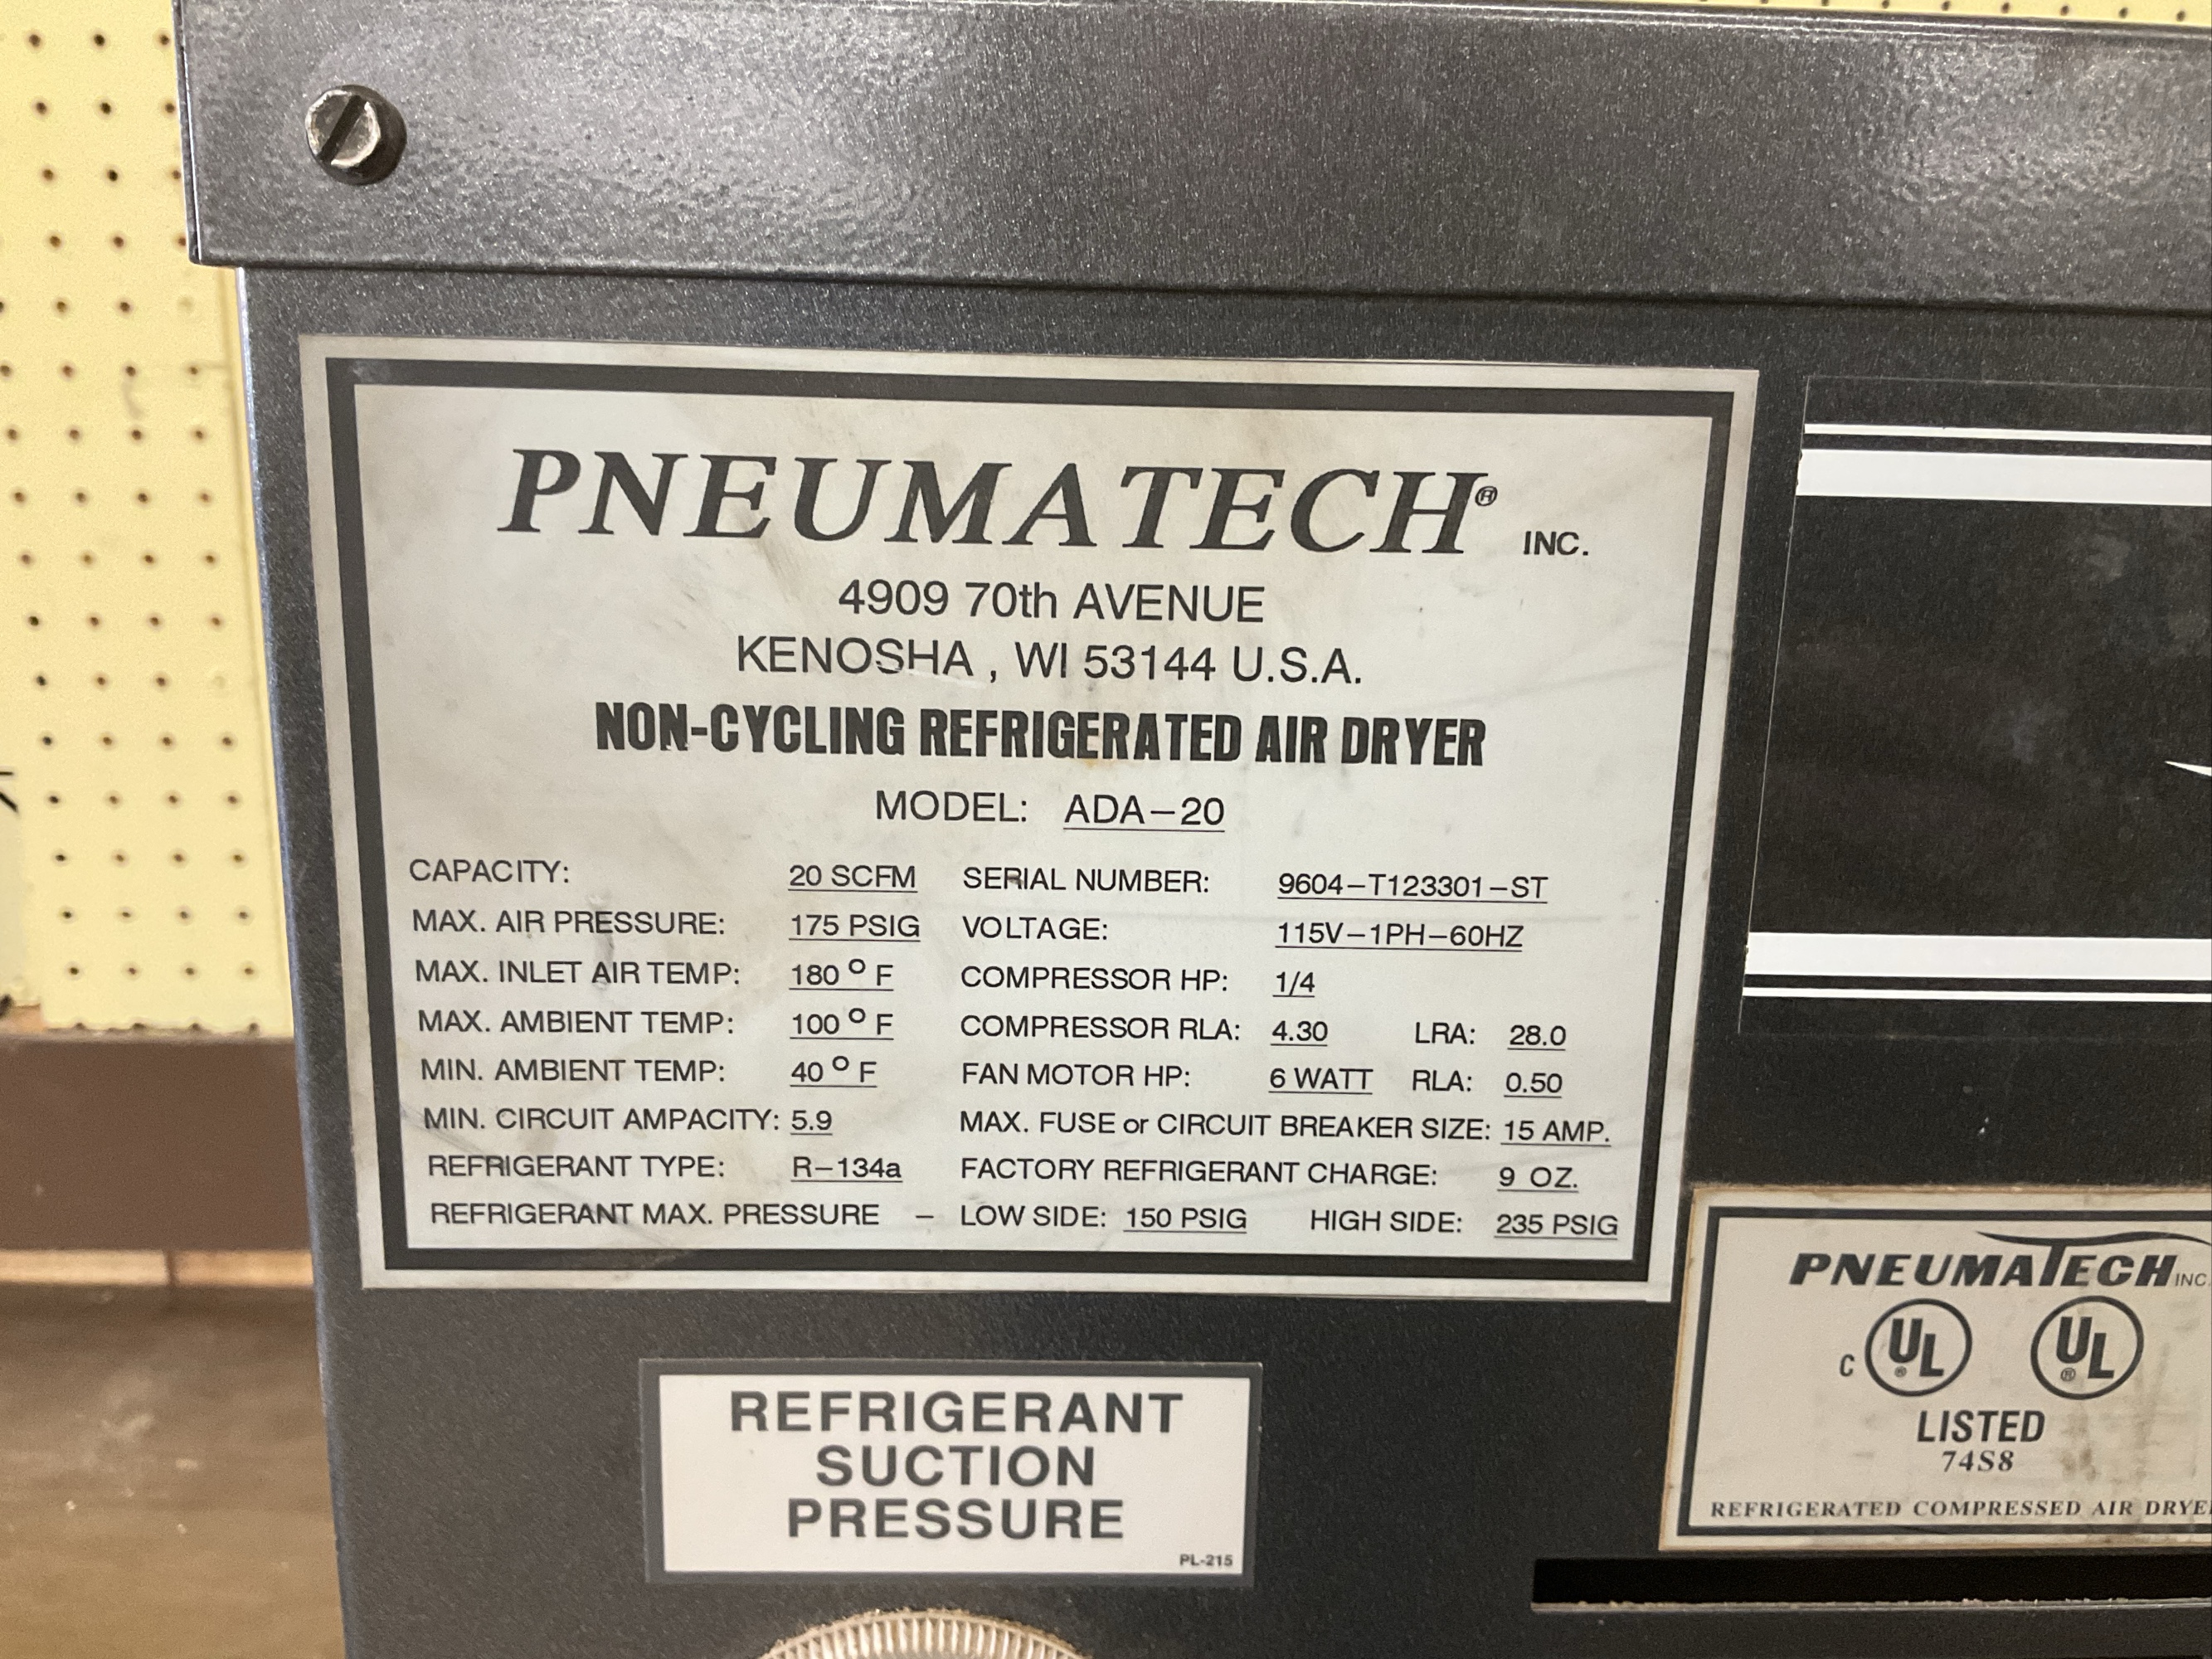 PNEUMATECH® INC.
4909 70th AVENUE
KENOSHA , WI 53144 U.S.A.
NON-CYCLING REFRIGERATED AIR DRYER
MODEL: ADA-20
CAPACITY: 20 SCFM SERIAL NUMBER: 9604-T123301-ST
MAX. AIR PRESSURE: 175 PSIG VOLTAGE: 115V-1PH-60HZ
MAX. INLET AIR TEMP: 180 ° F COMPRESSOR HP: 1/4
MAX. AMBIENT TEMP: 100 ° F COMPRESSOR RLA: 4.30 LRA: 28.0
MIN. AMBIENT TEMP: 40 ° F FAN MOTOR HP: 6 WATT RLA: 0.50
MIN. CIRCUIT AMPACITY: 5.9 MAX. FUSE or CIRCUIT BREAKER SIZE: 15 AMP.
REFRIGERANT TYPE: R-134a FACTORY REFRIGERANT CHARGE: 9 OZ.
REFRIGERANT MAX. PRESSURE - LOW SIDE: 150 PSIG HIGH SIDE: 235 PSIG
PNEUMATECH INC.
C UL® UL®
LISTED
74S8
REFRIGERATED COMPRESSED AIR DRYE
REFRIGERANT
SUCTION
PRESSURE
PL-215